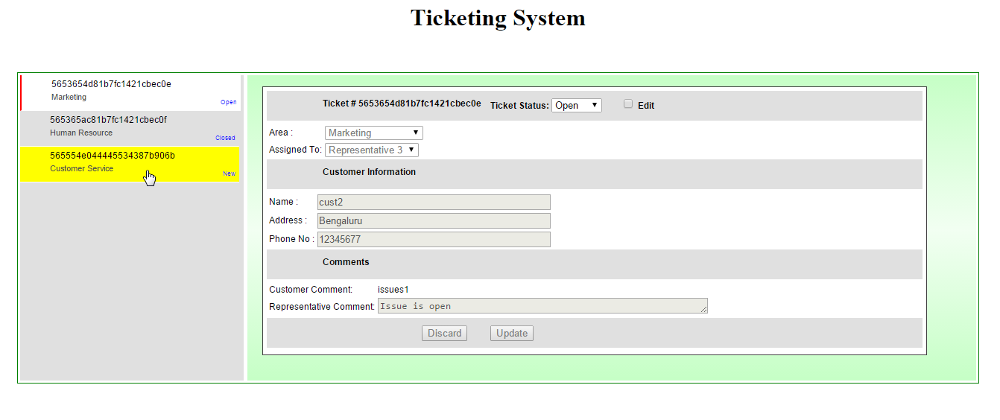 Ticketing System
5653654d81b7fc1421cbec0e
Marketing
Open
565365ac81b7fc1421cbec0f
Human Resource
Closed
565554e044445534387b906b
Customer Service
New
Ticket # 5653654d81b7fc1421cbec0e Ticket Status: Open Edit
Area : Marketing
Assigned To: Representative 3
Customer Information
Name : cust2
Address : Bengaluru
Phone No : 12345677
Comments
Customer Comment: issues1
Representative Comment: Issue is open
Discard Update